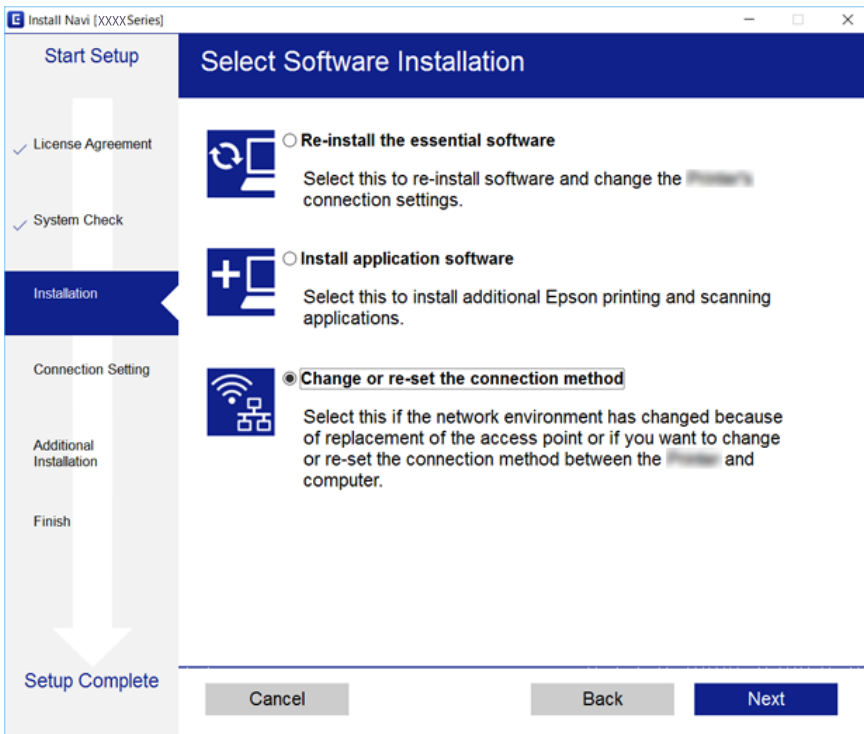 Install Navi [XXXX Series]
Start Setup
Select Software Installation
License Agreement
System Check
Installation
Connection Setting
Additional
Installation
Finish
Setup Complete
Re-install the essential software
Select this to re-install software and change the
connection settings.
Install application software
Select this to install additional Epson printing and scanning
applications.
Change or re-set the connection method
Select this if the network environment has changed because
of replacement of the access point or if you want to change
or re-set the connection method between the and
computer.
Cancel
Back
Next